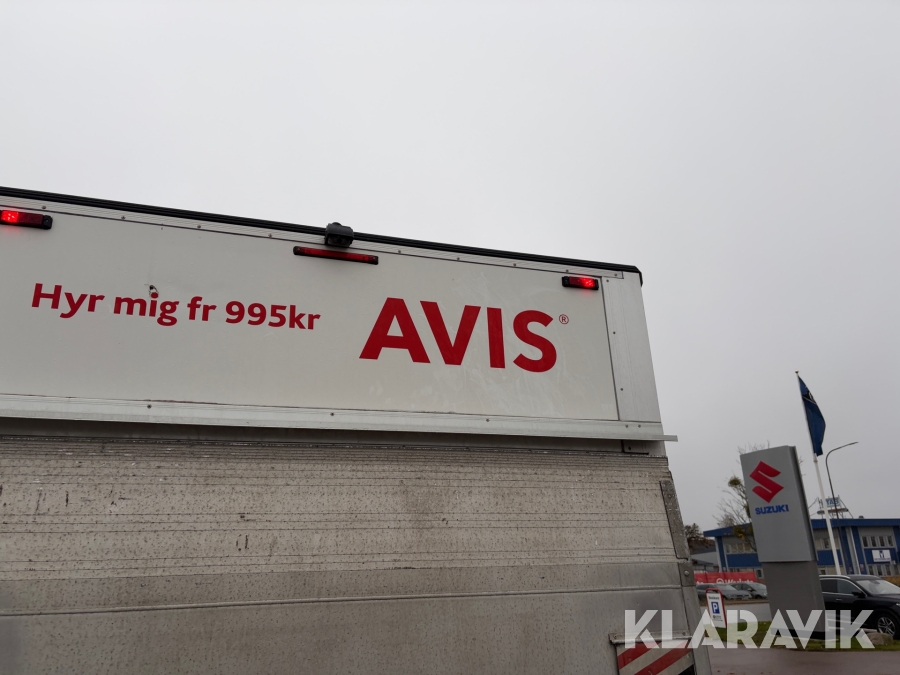 Hyr mig fr 995kr
AVIS®
SUZUKI
P
KLARAVIK